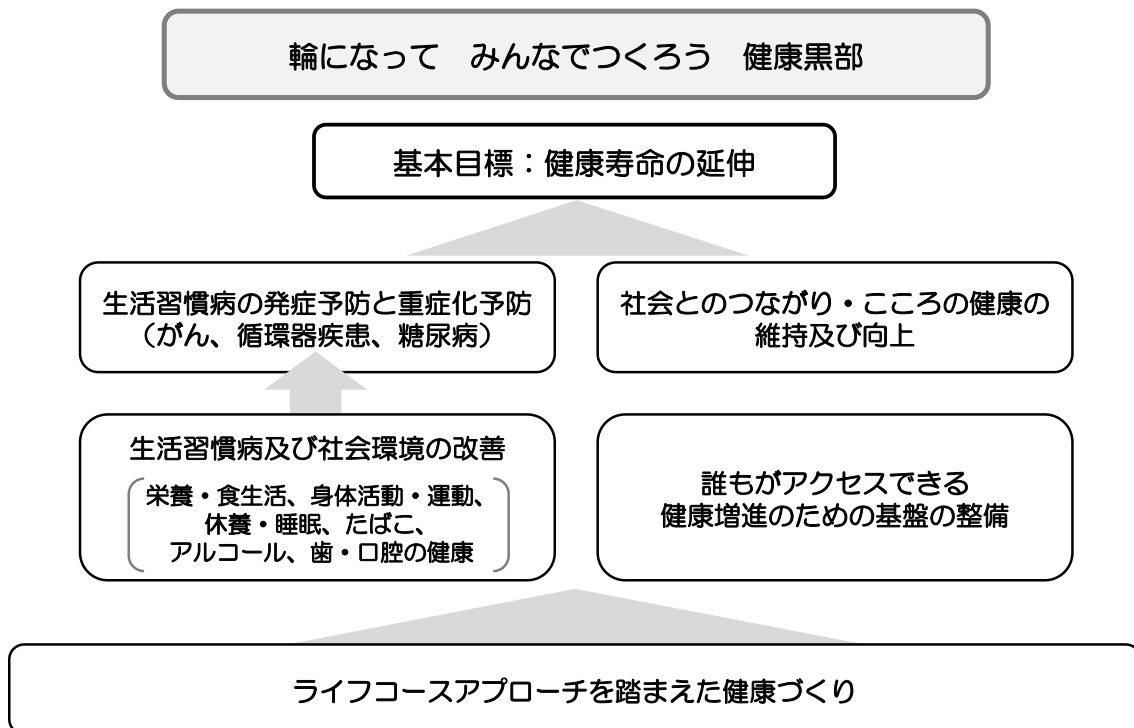 輪になって　みんなでつくろう　健康黒部
基本目標：健康寿命の延伸
生活習慣病の発症予防と重症化予防
（がん、循環器疾患、糖尿病）
社会とのつながり・こころの健康の
維持及び向上
生活習慣病及び社会環境の改善
栄養・食生活、身体活動・運動、
休養・睡眠、たばこ、
アルコール、歯・口腔の健康
誰もがアクセスできる
健康増進のための基盤の整備
ライフコースアプローチを踏まえた健康づくり